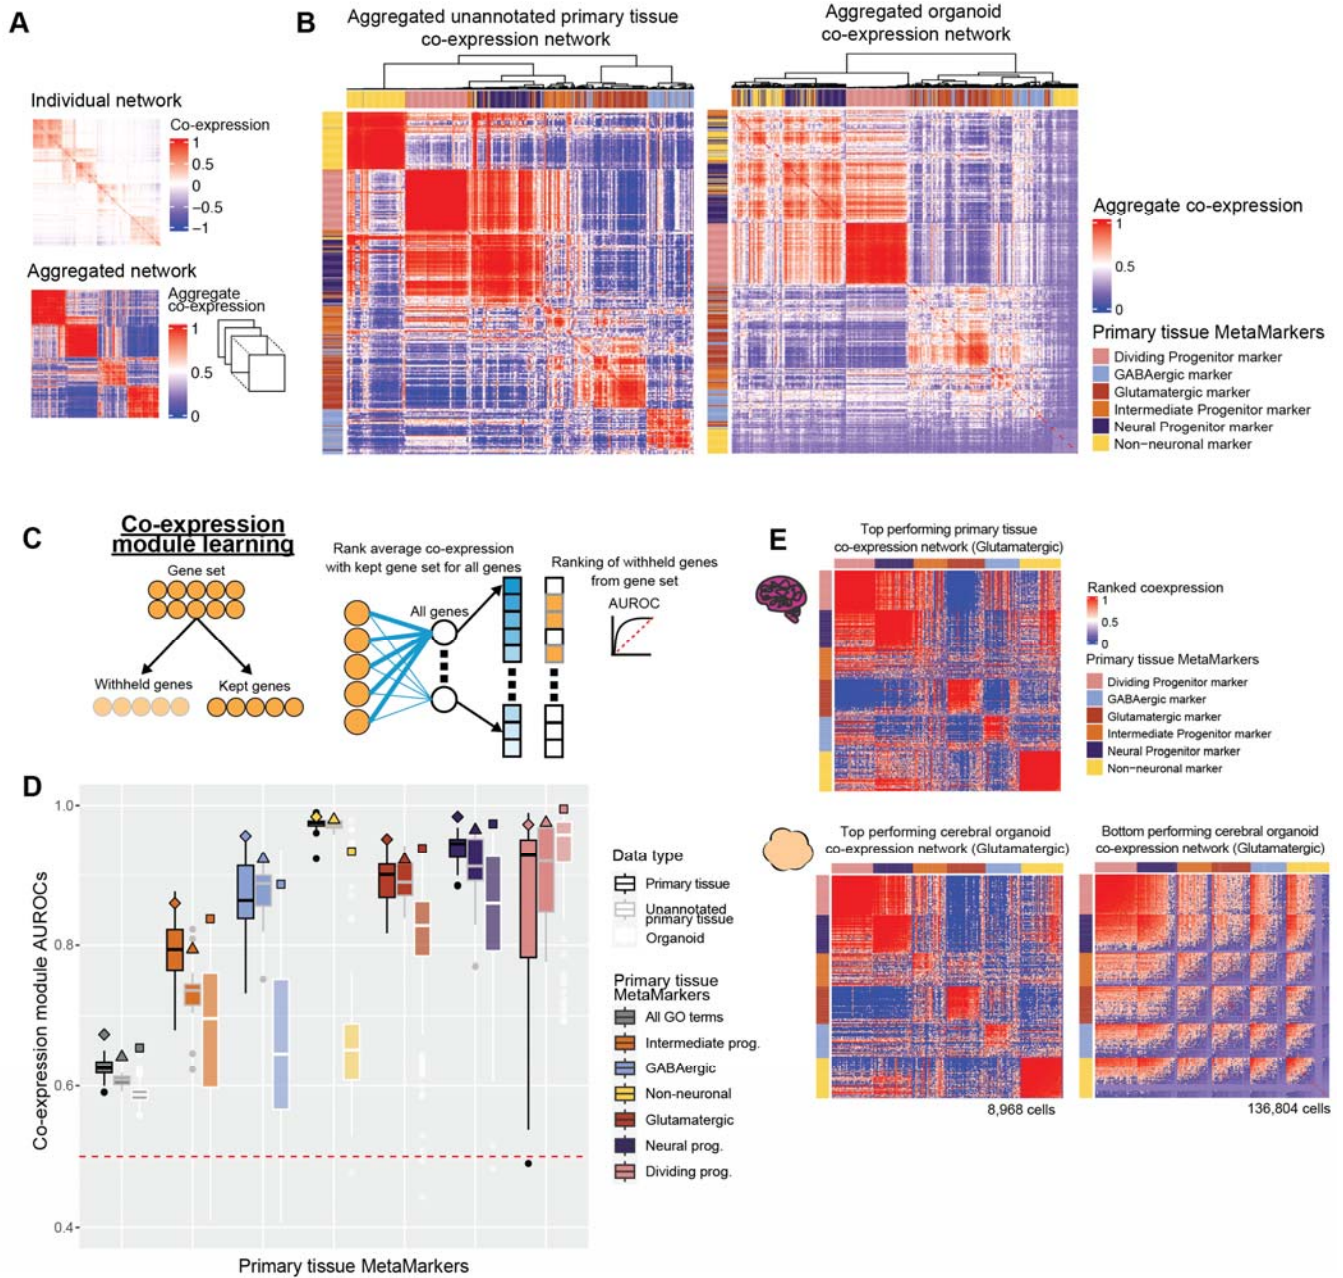 A
Individual network
Co-expression
1
0.5
0
−0.5
−1
Aggregated network
Aggregate
co-expression
1
0.5
0
B
Aggregated unannotated primary tissue
co-expression network
Aggregated organoid
co-expression network
Aggregate co-expression
1
0.5
0
Primary tissue MetaMarkers
Dividing Progenitor marker
GABAergic marker
Glutamatergic marker
Intermediate Progenitor marker
Neural Progenitor marker
Non−neuronal marker
C
Co-expression
module learning
Gene set
Withheld genes
Kept genes
Rank average co-expression
with kept gene set for all genes
All genes
Ranking of withheld genes
from gene set
AUROC
D
Co-expression module AUROCs
1.0
0.8
0.6
0.4
Primary tissue MetaMarkers
Data type
Primary tissue
Unannotated
primary tissue
Organoid
Primary tissue
MetaMarkers
All GO terms
Intermediate prog.
GABAergic
Non-neuronal
Glutamatergic
Neural prog.
Dividing prog.
E
Top performing primary tissue
co-expression network (Glutamatergic)
Ranked coexpression
1
0.5
0
Primary tissue MetaMarkers
Dividing Progenitor marker
GABAergic marker
Glutamatergic marker
Intermediate Progenitor marker
Neural Progenitor marker
Non−neuronal marker
Top performing cerebral organoid
co-expression network (Glutamatergic)
8,968 cells
Bottom performing cerebral organoid
co-expression network (Glutamatergic)
136,804 cells